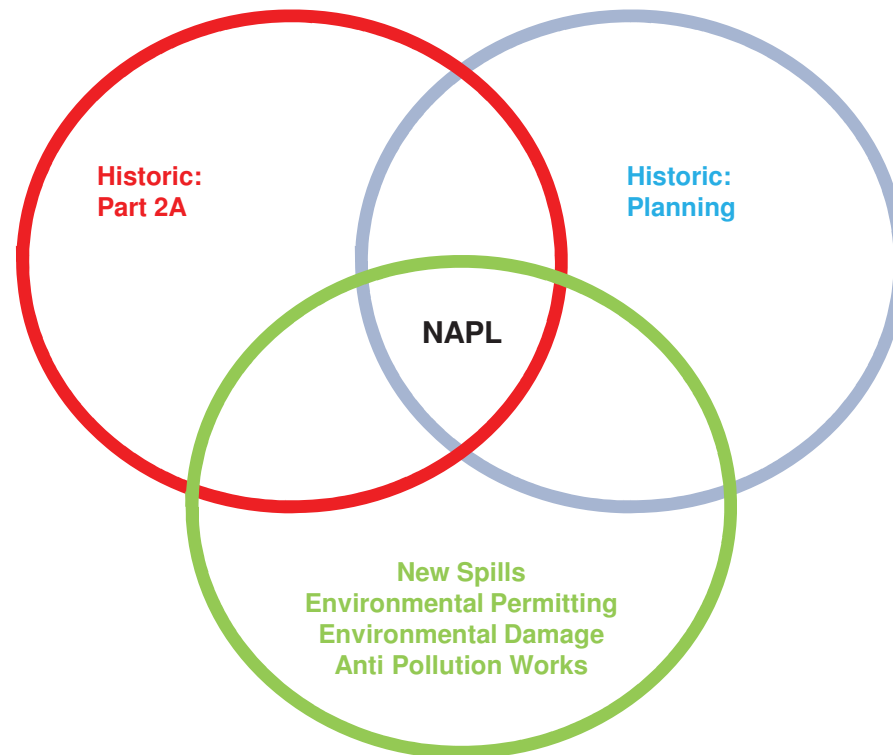 Historic:
Part 2A
Historic:
Planning
NAPL
New Spills
Environmental Permitting
Environmental Damage
Anti Pollution Works